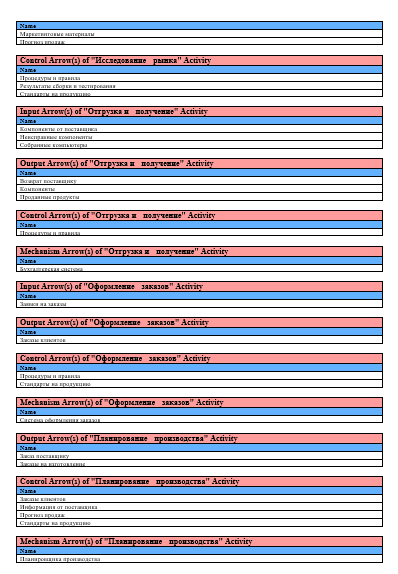 Name
Маркетинговые материалы
Прогноз продаж
Control Arrow(s) of "Исследование рынка" Activity
Name
Процедуры и правила
Результаты сборки и тестирования
Стандарты на продукцию
Input Arrow(s) of "Отгрузка и получение" Activity
Name
Компоненты от поставщика
Неисправные компоненты
Собранные компьютеры
Output Arrow(s) of "Отгрузка и получение" Activity
Name
Возврат поставщику
Компоненты
Проданные продукты
Control Arrow(s) of "Отгрузка и получение" Activity
Name
Процедуры и правила
Mechanism Arrow(s) of "Отгрузка и получение" Activity
Name
Бухгалтерская система
Input Arrow(s) of "Оформление заказов" Activity
Name
Заявки на заказы
Output Arrow(s) of "Оформление заказов" Activity
Name
Заказы клиентов
Control Arrow(s) of "Оформление заказов" Activity
Name
Процедуры и правила
Стандарты на продукцию
Mechanism Arrow(s) of "Оформление заказов" Activity
Name
Система оформления заказов
Output Arrow(s) of "Планирование производства" Activity
Name
Заказ поставщику
Заказы на изготовление
Control Arrow(s) of "Планирование производства" Activity
Name
Заказы клиентов
Информация от поставщика
Прогноз продаж
Стандарты на продукцию
Mechanism Arrow(s) of "Планирование производства" Activity
Name
Планировщика производства